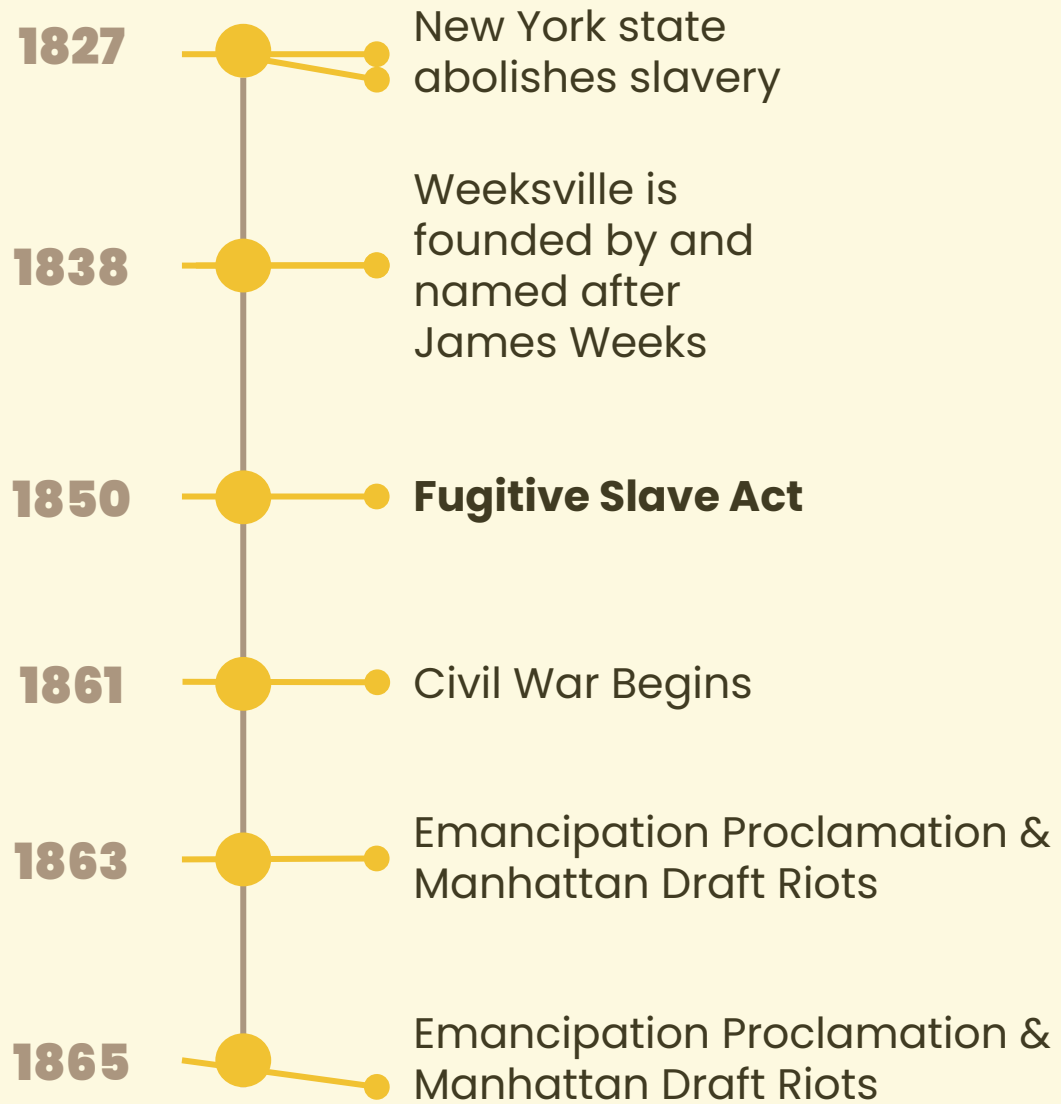 1827
New York state
abolishes slavery
1838
Weeksville is
founded by and
named after
James Weeks
1850
Fugitive Slave Act
1861
Civil War Begins
1863
Emancipation Proclamation &
Manhattan Draft Riots
1865
Emancipation Proclamation &
Manhattan Draft Riots